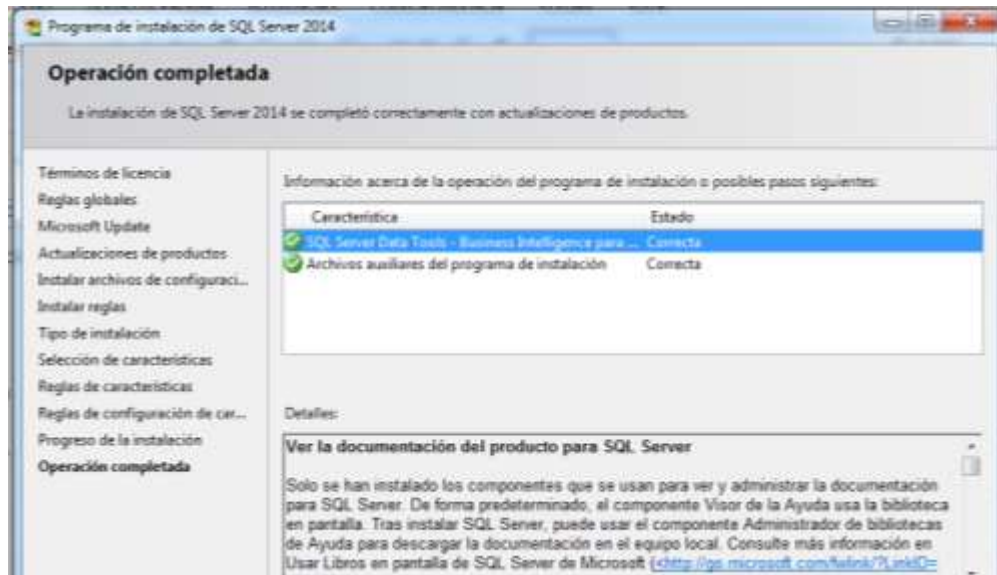 Programa de instalación de SQL Server 2014
Operación completada
La instalación de SQL Server 2014 se completó correctamente con actualizaciones de productos.
Términos de licencia
Reglas globales
Microsoft Update
Actualizaciones de productos
Instalar archivos de configuraci...
Instalar reglas
Tipo de instalación
Selección de características
Reglas de características
Reglas de configuración de car...
Progreso de la instalación
Operación completada
Información acerca de la operación del programa de instalación o posibles pasos siguientes:
Característica Estado
SQL Server Data Tools - Business Intelligence para ... Correcta
Archivos auxiliares del programa de instalación Correcta
Detalles:
Ver la documentación del producto para SQL Server
Solo se han instalado los componentes que se usan para ver y administrar la documentación
para SQL Server. De forma predeterminada, el componente Visor de la Ayuda usa la biblioteca
en pantalla. Tras instalar SQL Server, puede usar el componente Administrador de bibliotecas
de Ayuda para descargar la documentación en el equipo local. Consulte más información en
Usar Libros en pantalla de SQL Server de Microsoft (<http://go.microsoft.com/fwlink/?LinkID=